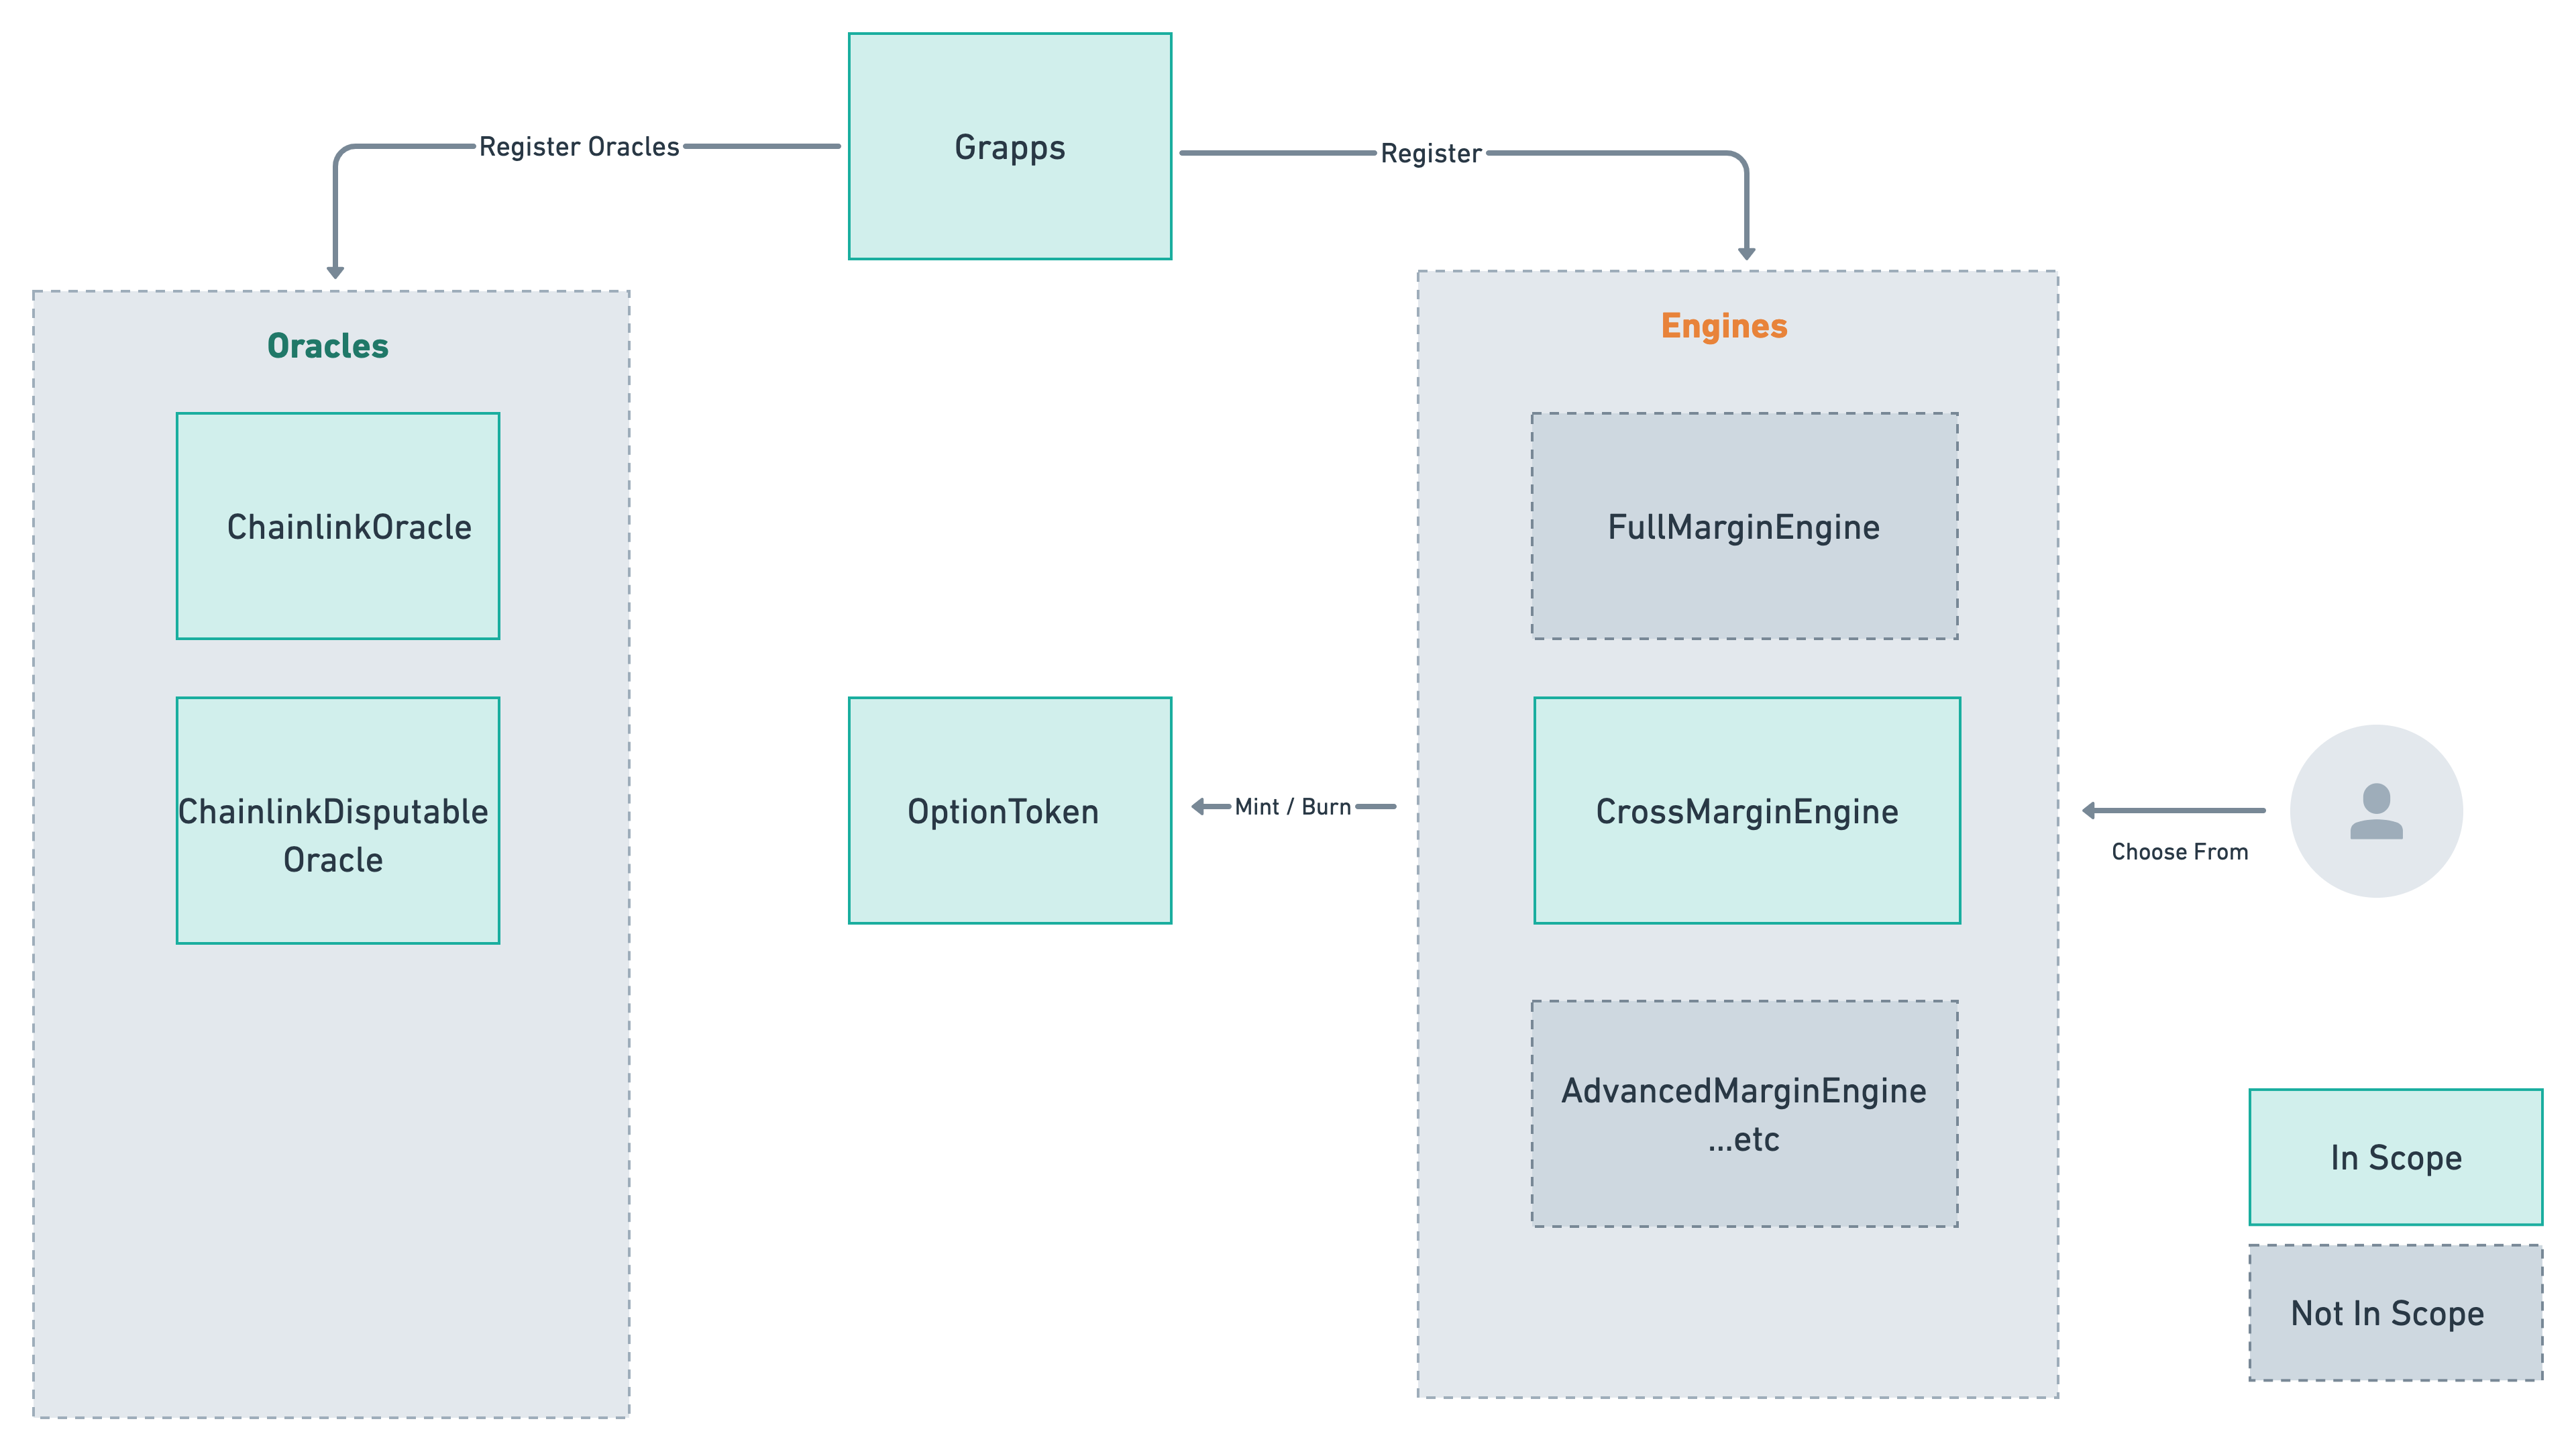 Grapps
Register Oracles
Register
Oracles
Engines
ChainlinkOracle
FullMarginEngine
ChainlinkDisputable
Oracle
OptionToken
Mint / Burn
CrossMarginEngine
Choose From
AdvancedMarginEngine
...etc
In Scope
Not In Scope